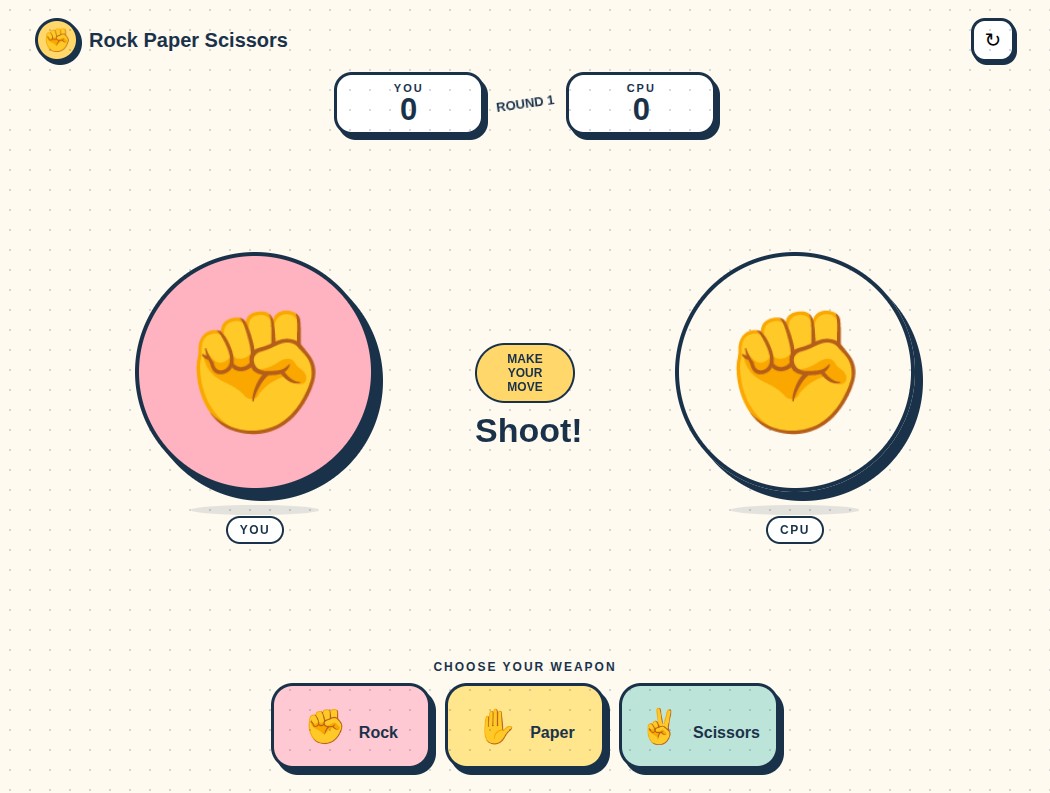 Rock Paper Scissors
↻
YOU
0
ROUND 1
CPU
0
MAKE
YOUR
MOVE
Shoot!
YOU
CPU
CHOOSE YOUR WEAPON
Rock
Paper
Scissors